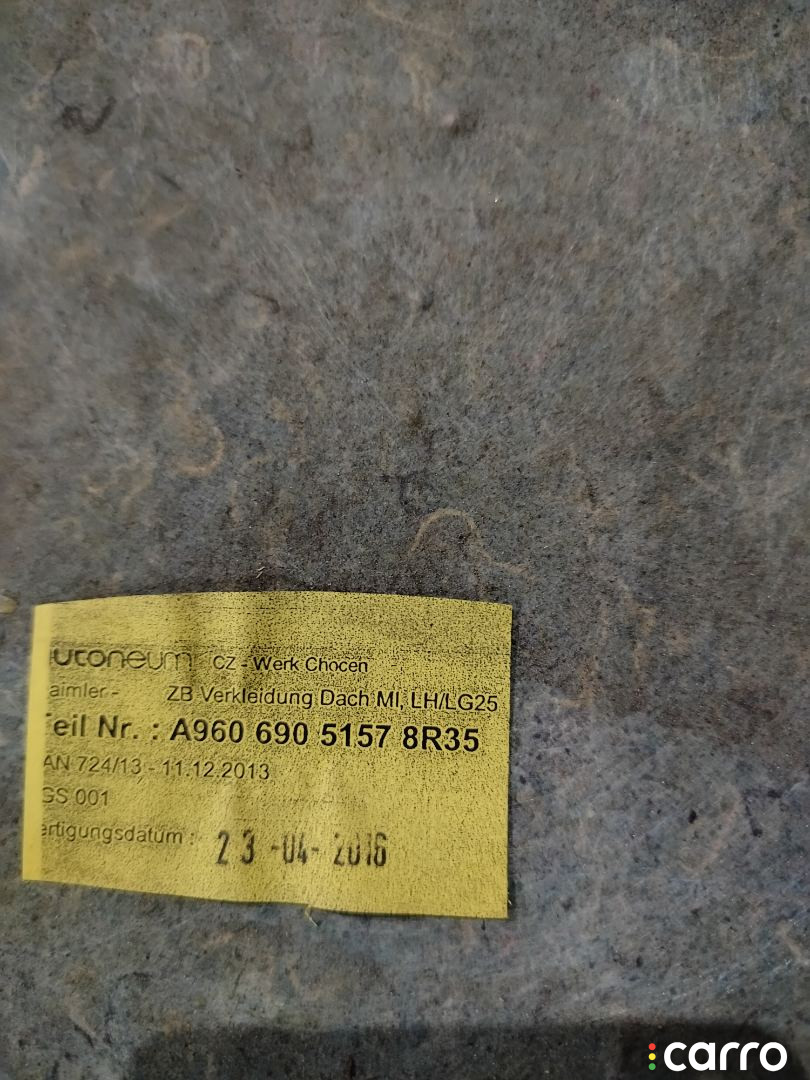 utoneum CZ - Werk Chocen
aimler - ZB Verkleidung Dach MI, LH/LG25
eil Nr. : A960 690 5157 8R35
AN 724/13 - 11.12.2013
GS 001
ertigungsdatum : 23-04-2016
carro